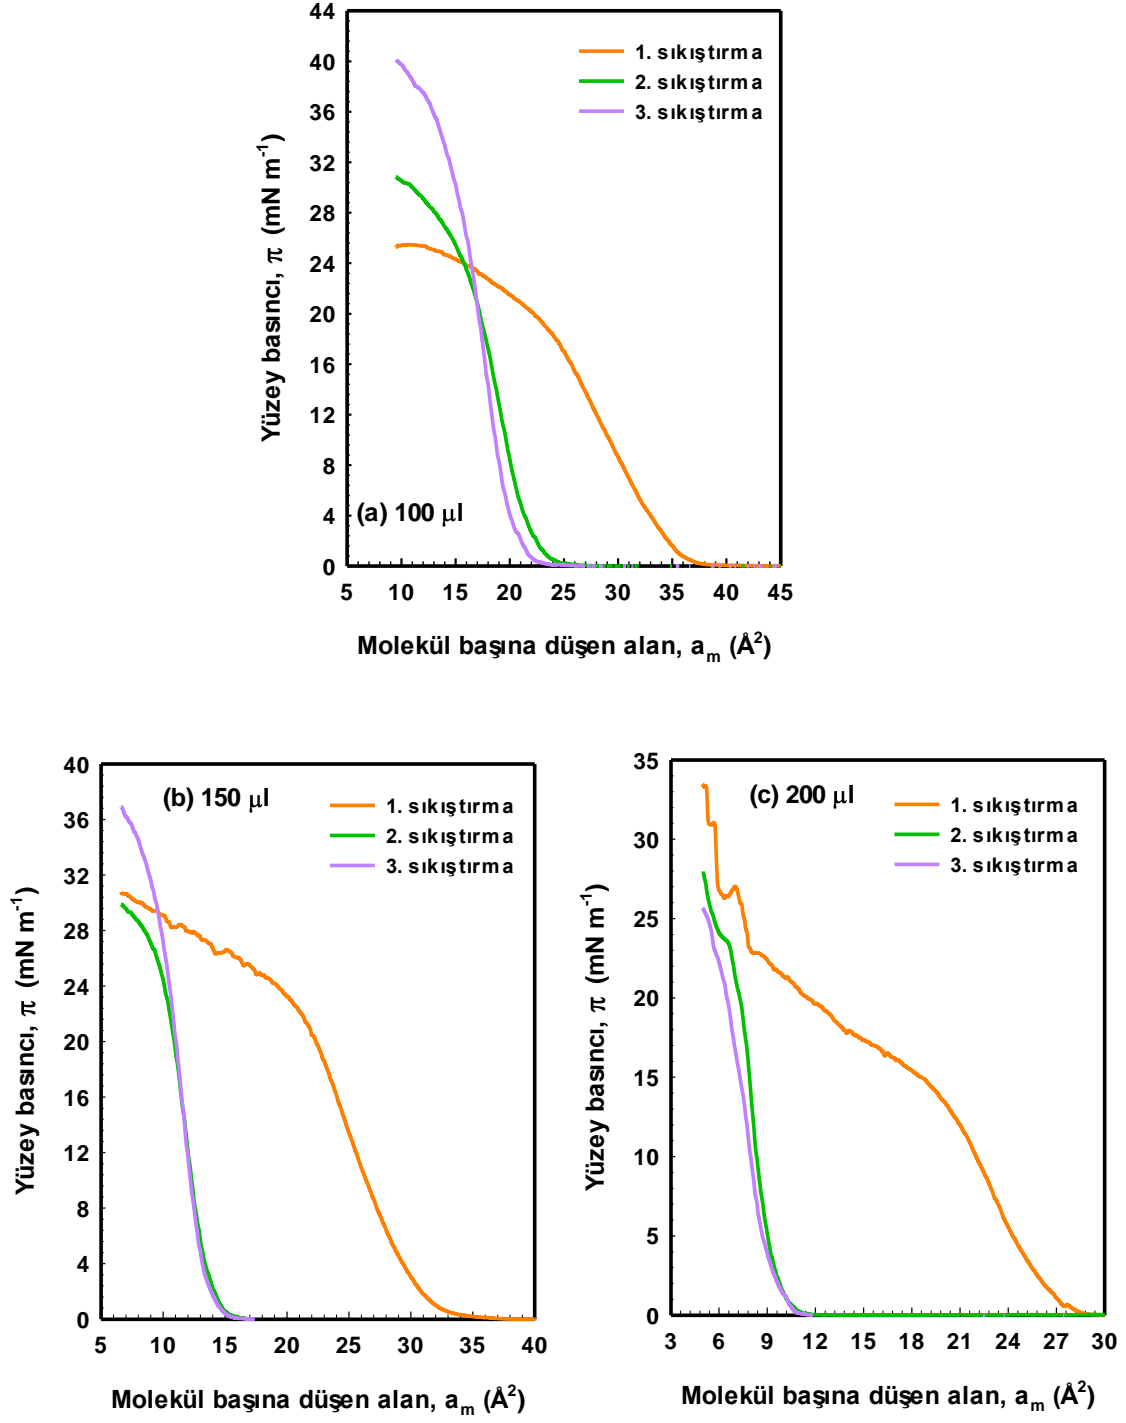 44
40
36
32
28
24
20
16
12
8
4
0
Yüzey basıncı, π (mN m-1)
1. sıkıştırma
2. sıkıştırma
3. sıkıştırma
(a) 100 μl
5 10 15 20 25 30 35 40 45
Molekül başına düşen alan, am (Å2)
40
36
32
28
24
20
16
12
8
4
0
Yüzey basıncı, π (mN m-1)
(b) 150 μl
1. sıkıştırma
2. sıkıştırma
3. sıkıştırma
5 10 15 20 25 30 35 40
Molekül başına düşen alan, am (Å2)
35
30
25
20
15
10
5
0
Yüzey basıncı, π (mN m-1)
(c) 200 μl
1. sıkıştırma
2. sıkıştırma
3. sıkıştırma
3 6 9 12 15 18 21 24 27 30
Molekül başına düşen alan, am (Å2)